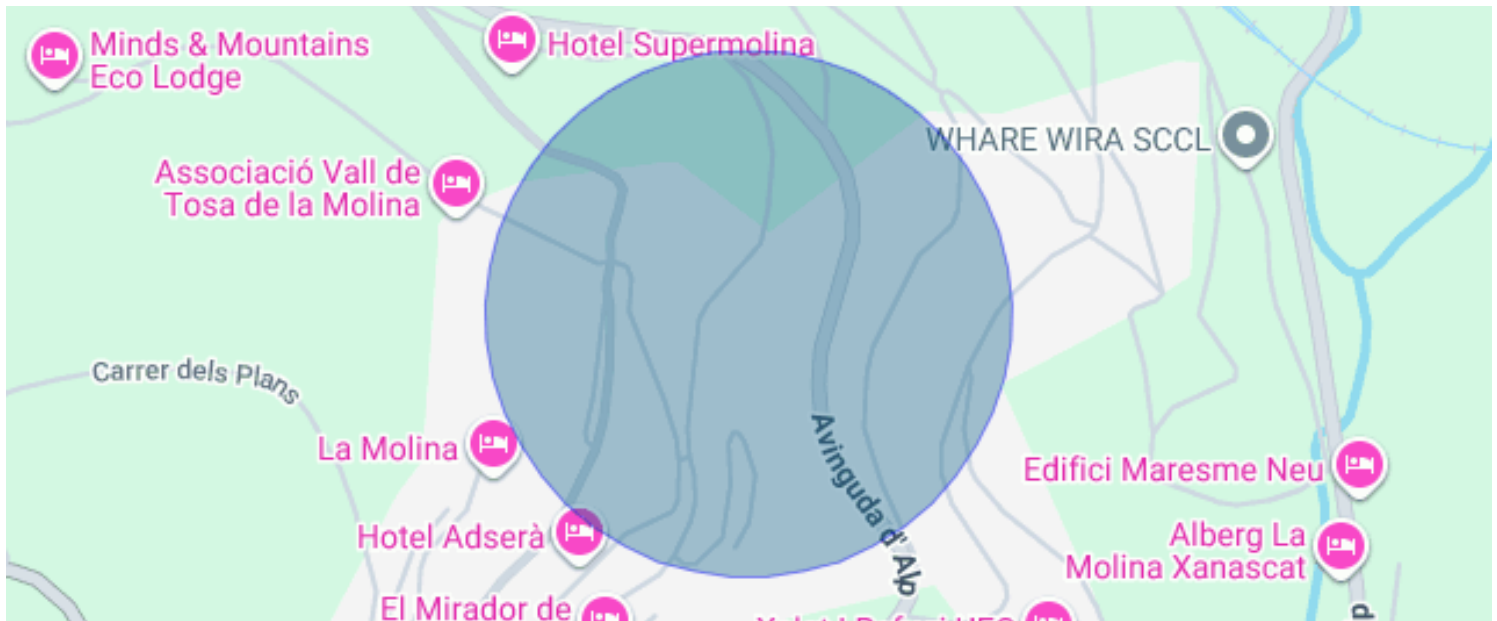 Minds & Mountains
Eco Lodge
Hotel Supermolina
WHARE WIRA SCCL
Associació Vall de
Tosa de la Molina
Carrer dels Plans
La Molina
Avinguda d' Alp
Edifici Maresme Neu
Hotel Adserà
Alberg La
Molina Xanascat
El Mirador de